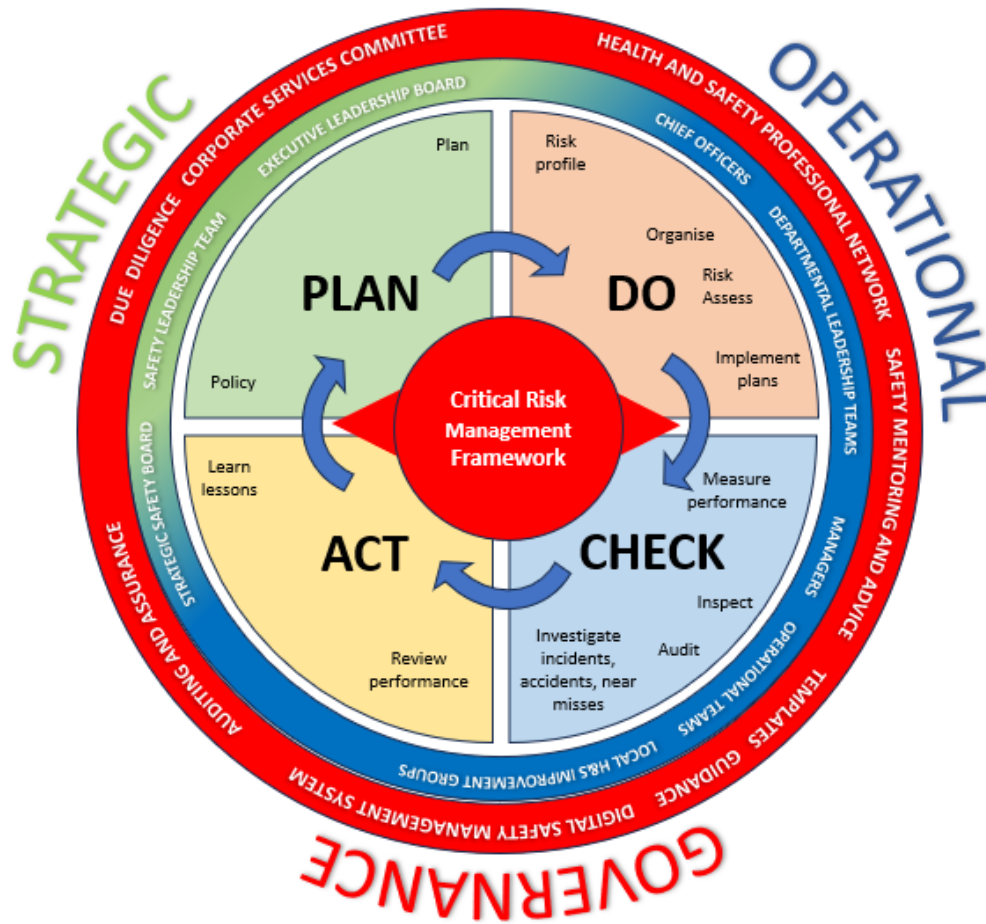 STRATEGIC
OPERATIONAL
GOVERNANCE
DUE DILIGENCE
CORPORATE SERVICES COMMITTEE
HEALTH AND SAFETY PROFESSIONAL NETWORK
SAFETY MENTORING AND ADVICE
TEMPLATES
GUIDANCE
DIGITAL SAFETY MANAGEMENT SYSTEM
AUDITING AND ASSURANCE
STRATEGIC SAFETY BOARD
SAFETY LEADERSHIP TEAM
EXECUTIVE LEADERSHIP BOARD
CHIEF OFFICERS
DEPARTMENTAL LEADERSHIP TEAMS
MANAGERS
OPERATIONAL TEAMS
LOCAL H&S IMPROVEMENT GROUPS
Plan
PLAN
Policy
Risk
profile
Organise
DO
Risk
Assess
Implement
plans
Critical Risk
Management
Framework
Measure
performance
CHECK
Inspect
Audit
Investigate
incidents,
accidents, near
misses
Learn
lessons
ACT
Review
performance